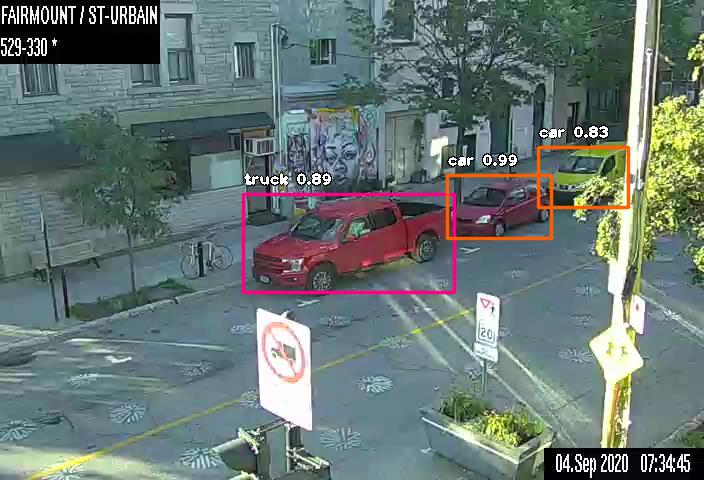 FAIRMOUNT / ST-URBAIN
529-330 *
car 0.83
car 0.99
truck 0.89
20
04.Sep 2020 07:34:45